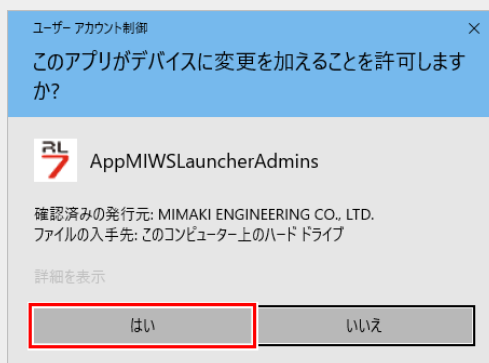 ユーザー アカウント制御
×
このアプリがデバイスに変更を加えることを許可します
か?
RL
7
AppMIWSLauncherAdmins
確認済みの発行元: MIMAKI ENGINEERING CO., LTD.
ファイルの入手先: このコンピューター上のハード ドライブ
詳細を表示
はい
いいえ